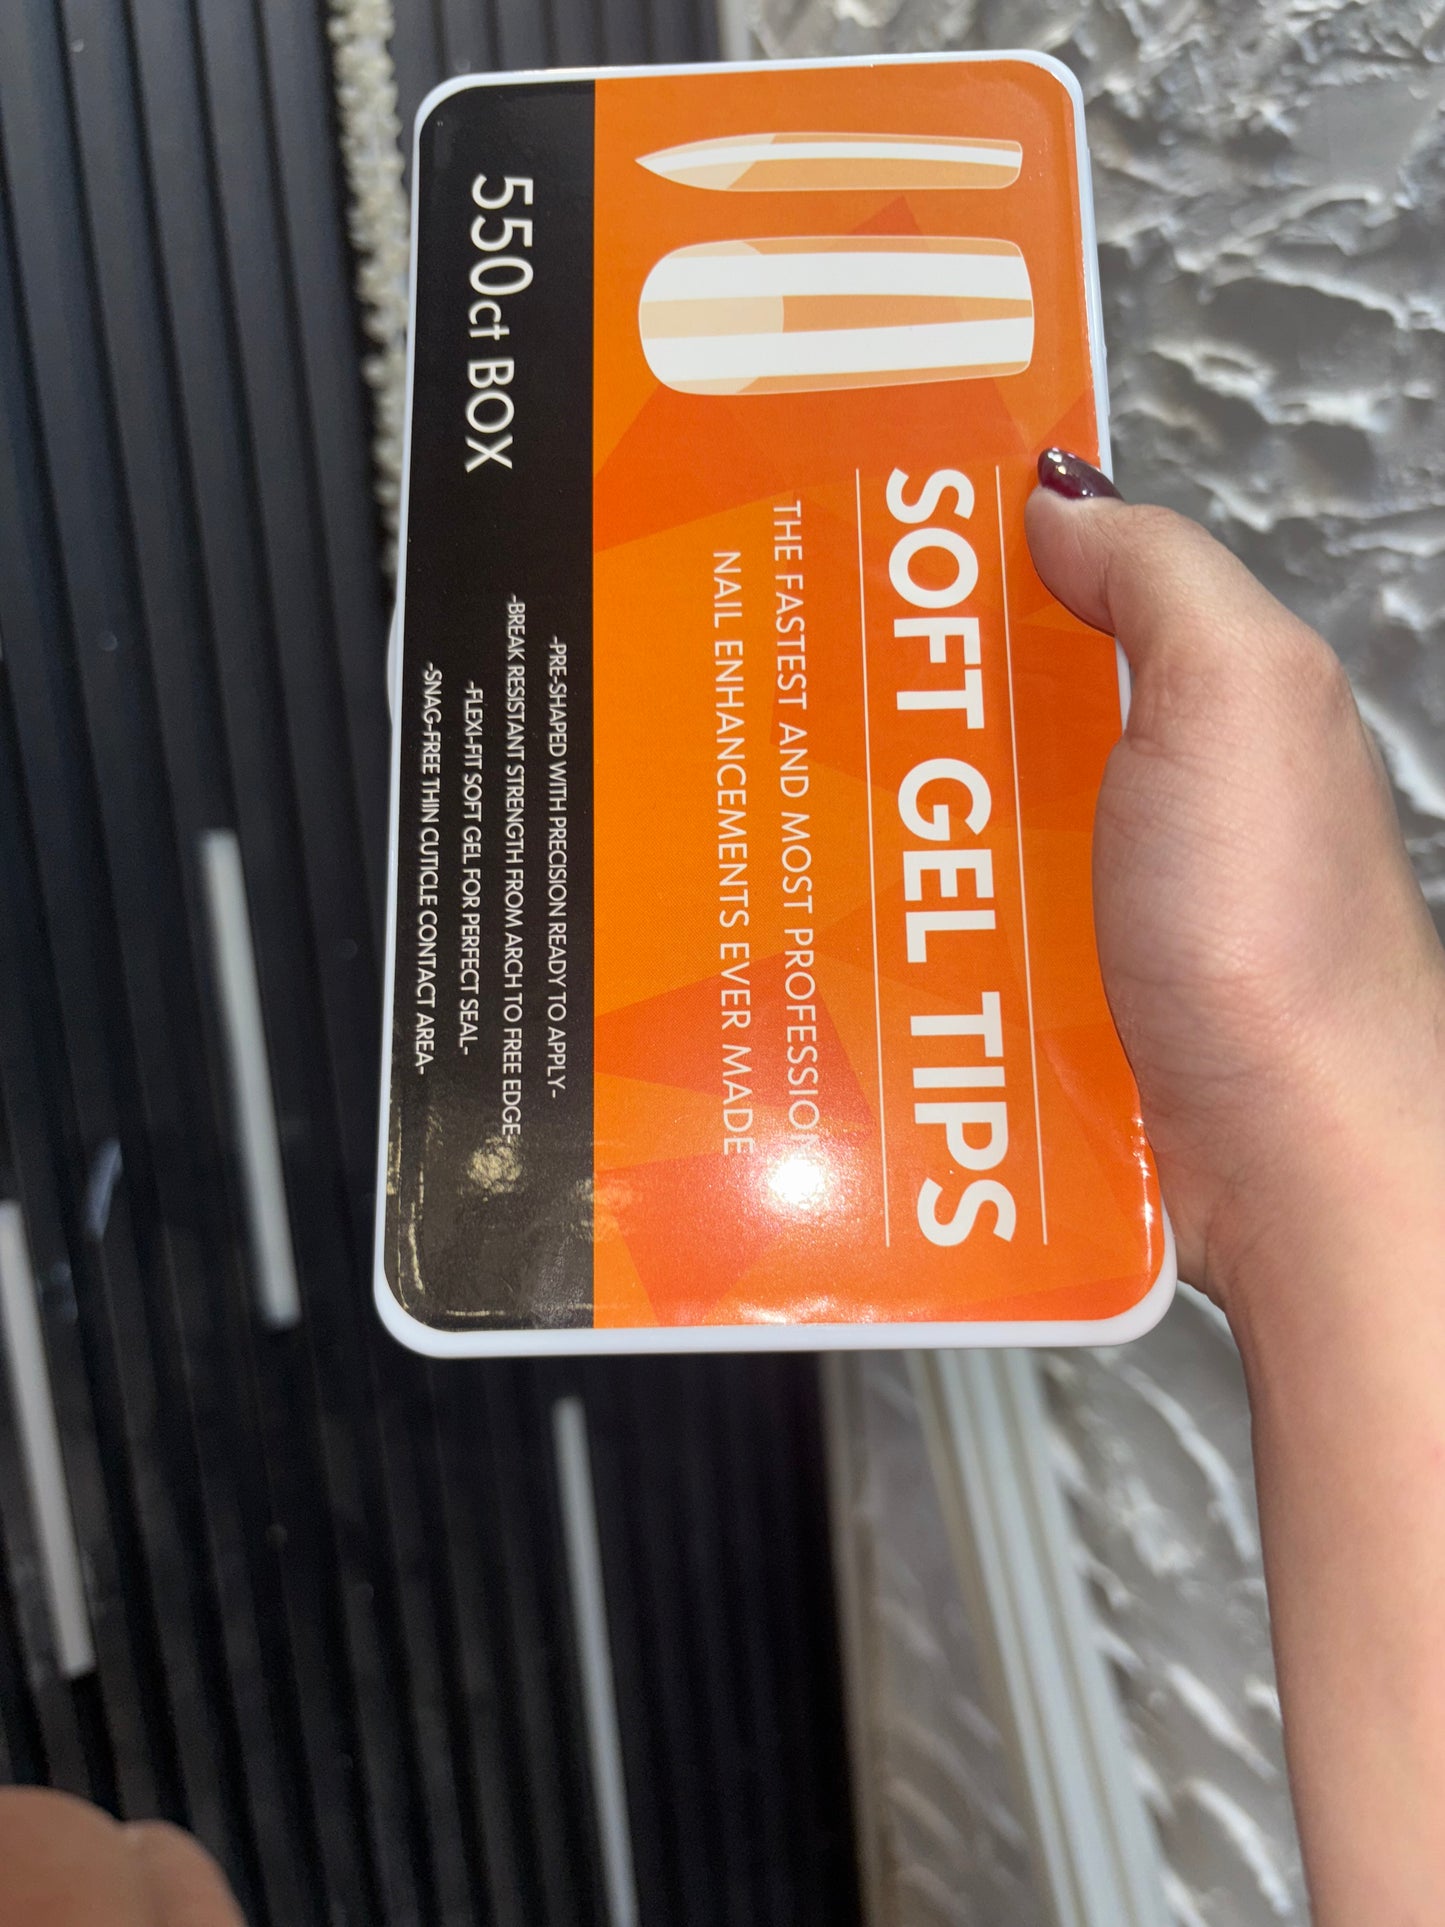 SOFT GEL TIPS
THE FASTEST AND MOST PROFESSION
NAIL ENHANCEMENTS EVER MADE
550ct BOX
-PRE-SHAPED WITH PRECISION READY TO APPLY-
-BREAK RESISTANT STRENGTH FROM ARCH TO FREE EDGE-
-FLEXI-FIT SOFT GEL FOR PERFECT SEAL-
-SNAG-FREE THIN CUTICLE CONTACT AREA-